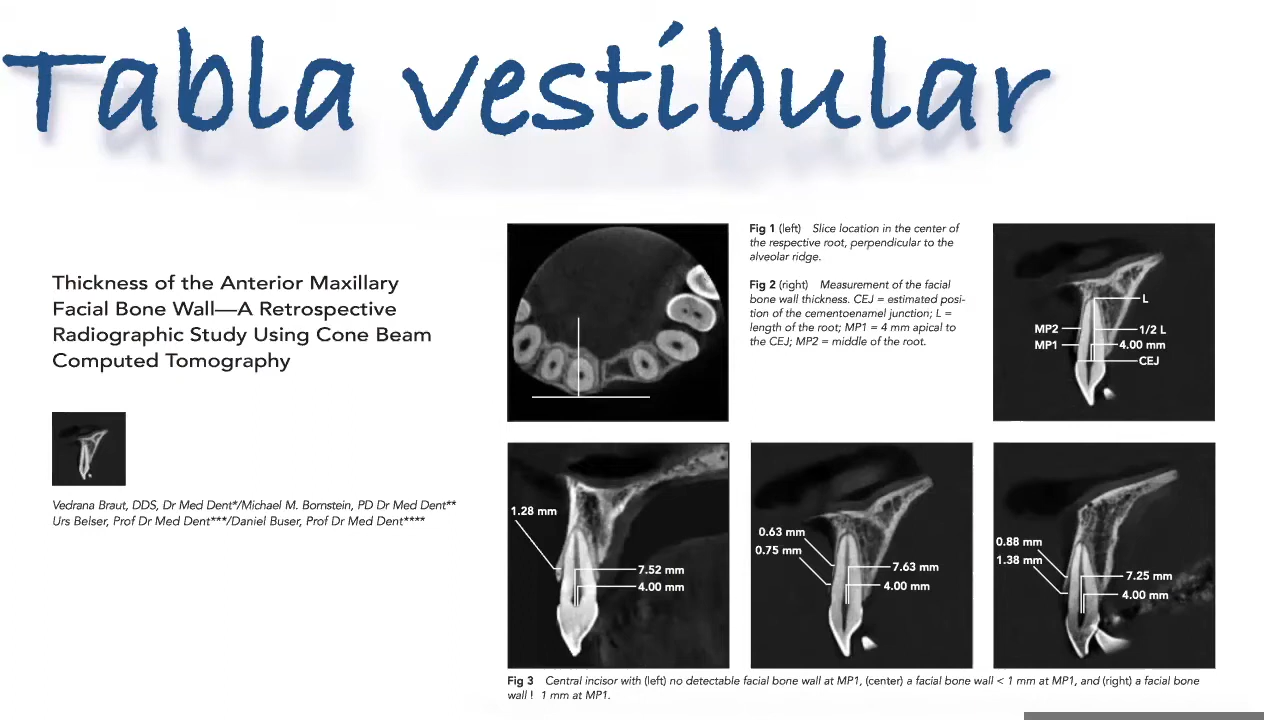 Tabla vestibular
Thickness of the Anterior Maxillary
Facial Bone Wall—A Retrospective
Radiographic Study Using Cone Beam
Computed Tomography
Vedrana Braut, DDS, Dr Med Dent*/Michael M. Bornstein, PD Dr Med Dent**
Urs Belser, Prof Dr Med Dent***/Daniel Buser, Prof Dr Med Dent****
Fig 1 (left) Slice location in the center of
the respective root, perpendicular to the
alveolar ridge.
Fig 2 (right) Measurement of the facial
bone wall thickness. CEJ = estimated posi-
tion of the cementoenamel junction; L =
length of the root; MP1 = 4 mm apical to
the CEJ; MP2 = middle of the root.
L
MP2
1/2 L
MP1
4.00 mm
CEJ
1.28 mm
7.52 mm
4.00 mm
0.63 mm
0.75 mm
7.63 mm
4.00 mm
0.88 mm
1.38 mm
7.25 mm
4.00 mm
Fig 3 Central incisor with (left) no detectable facial bone wall at MP1, (center) a facial bone wall < 1 mm at MP1, and (right) a facial bone
wall ! 1 mm at MP1.